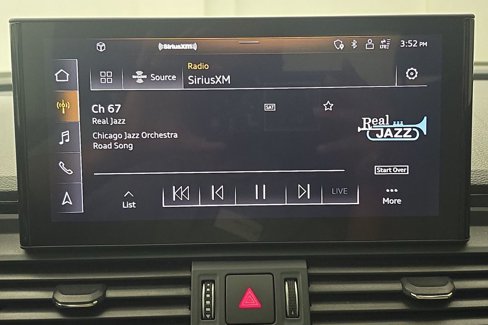 SiriusXM
LTE
3:52 PM
Source
Radio
SiriusXM
Ch 67
SAT
Real Jazz
Real
JAZZ
Chicago Jazz Orchestra
Road Song
Start Over
List
LIVE
More